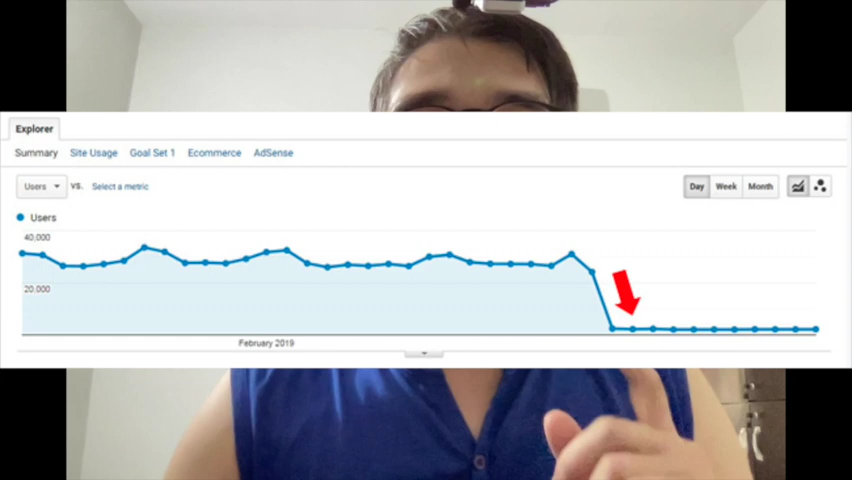 Explorer
Summary Site Usage Goal Set 1 Ecommerce AdSense
Users vs. Select a metric Day Week Month
Users
40,000
20,000
February 2019